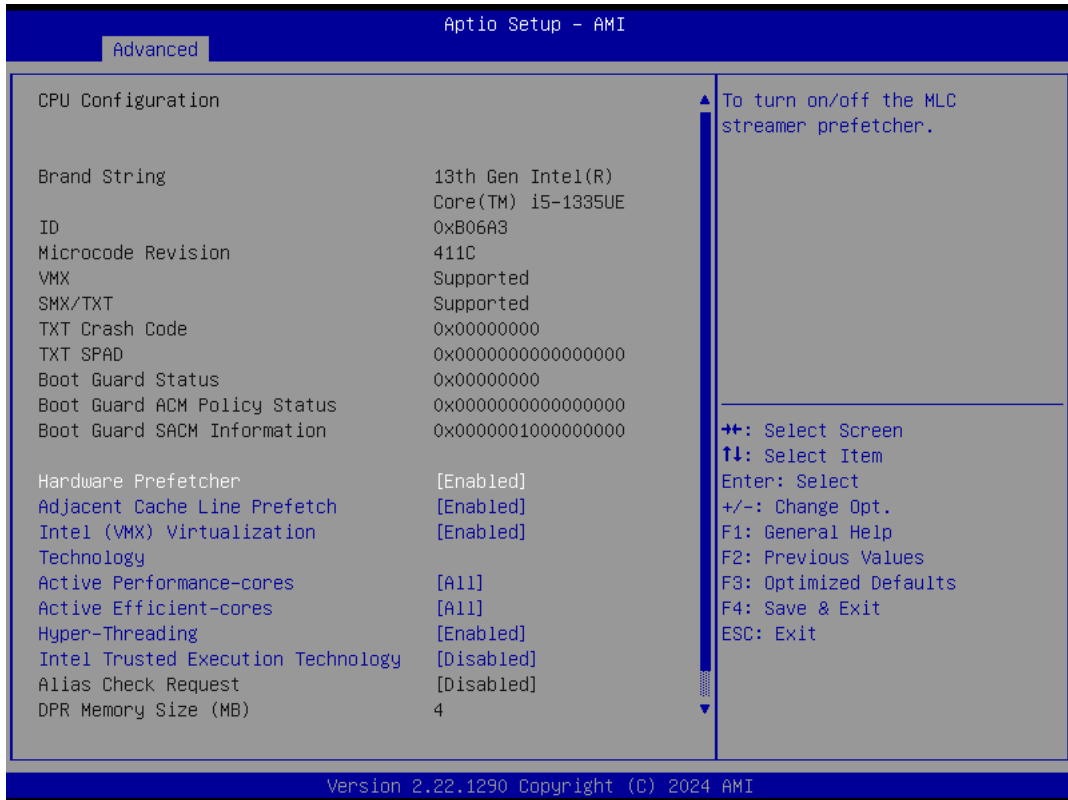 Aptio Setup – AMI
Advanced
CPU Configuration
Brand String 13th Gen Intel(R)
Core(TM) i5-1335UE
ID 0xB06A3
Microcode Revision 411C
VMX Supported
SMX/TXT Supported
TXT Crash Code 0x00000000
TXT SPAD 0x0000000000000000
Boot Guard Status 0x00000000
Boot Guard ACM Policy Status 0x0000000000000000
Boot Guard SACM Information 0x0000001000000000
Hardware Prefetcher [Enabled]
Adjacent Cache Line Prefetch [Enabled]
Intel (VMX) Virtualization [Enabled]
Technology
Active Performance-cores [All]
Active Efficient-cores [All]
Hyper-Threading [Enabled]
Intel Trusted Execution Technology [Disabled]
Alias Check Request [Disabled]
DPR Memory Size (MB) 4
To turn on/off the MLC
streamer prefetcher.
→←: Select Screen
↑↓: Select Item
Enter: Select
+/-: Change Opt.
F1: General Help
F2: Previous Values
F3: Optimized Defaults
F4: Save & Exit
ESC: Exit
Version 2.22.1290 Copyright (C) 2024 AMI